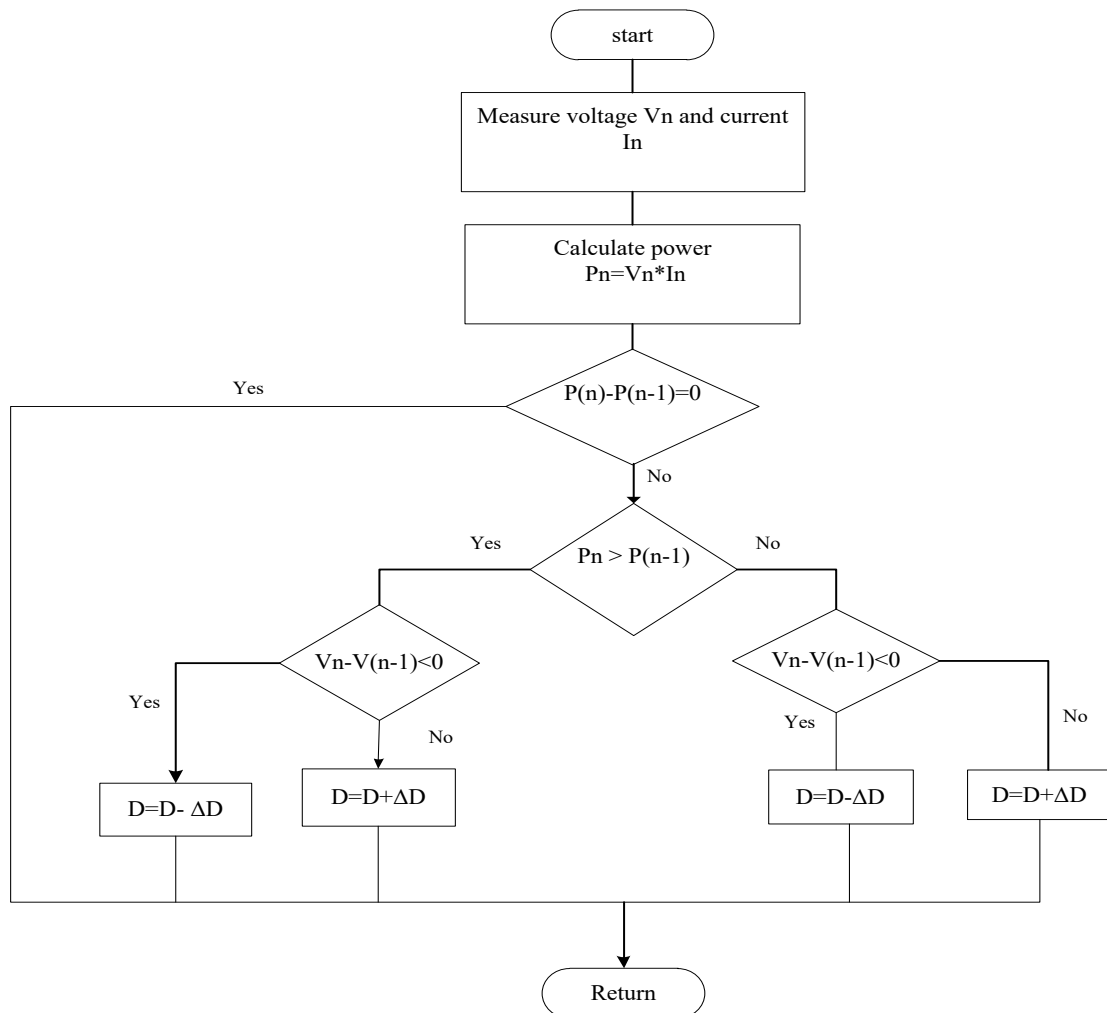 start
Measure voltage Vn and current
In
Calculate power
Pn=Vn*In
Yes
P(n)-P(n-1)=0
No
Yes
Pn > P(n-1)
No
Vn-V(n-1)<0
Vn-V(n-1)<0
Yes
No
Yes
No
D=D- ΔD
D=D+ΔD
D=D-ΔD
D=D+ΔD
Return